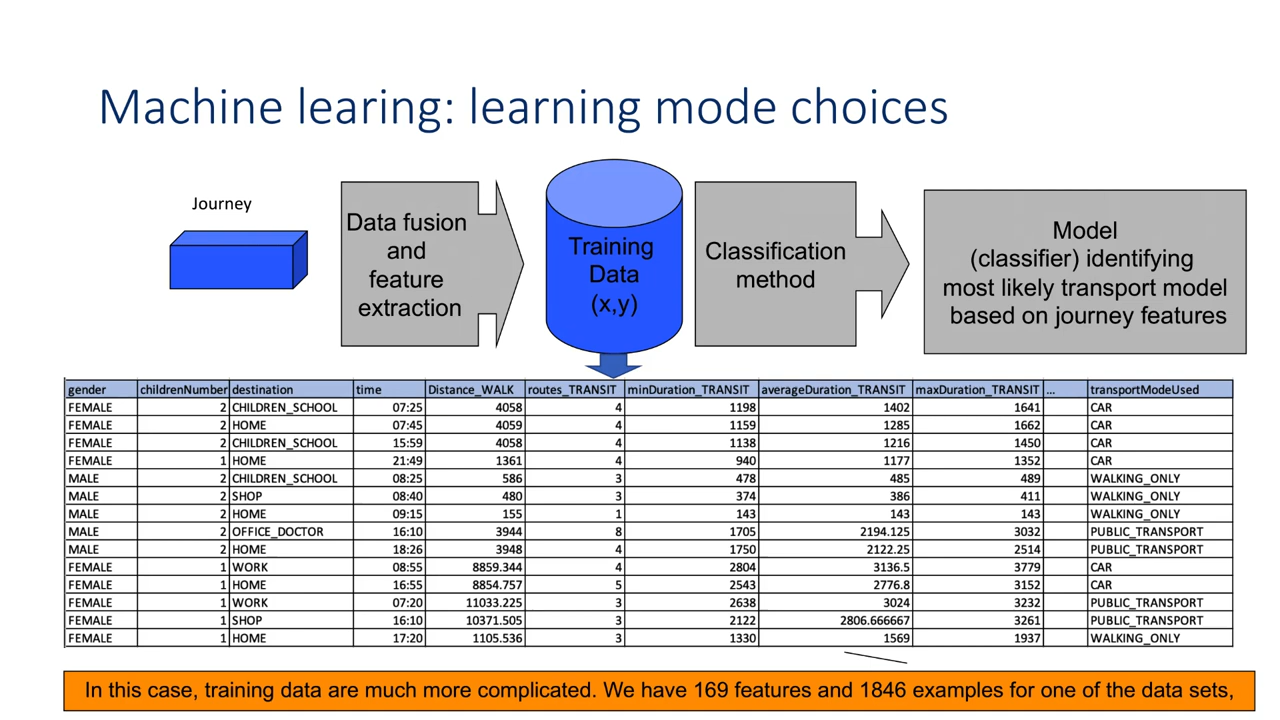 Machine learing: learning mode choices
Journey
Data fusion
and
feature
extraction
Training
Data
(x,y)
Classification
method
Model
(classifier) identifying
most likely transport model
based on journey features
gender childrenNumber destination time Distance_WALK routes_TRANSIT minDuration_TRANSIT averageDuration_TRANSIT maxDuration_TRANSIT ... transportModeUsed
FEMALE 2 CHILDREN_SCHOOL 07:25 4058 4 1198 1402 1641 CAR
FEMALE 2 HOME 07:45 4059 4 1159 1285 1662 CAR
FEMALE 2 CHILDREN_SCHOOL 15:59 4058 4 1138 1216 1450 CAR
FEMALE 1 HOME 21:49 1361 4 940 1177 1352 CAR
MALE 2 CHILDREN_SCHOOL 08:25 586 3 478 485 489 WALKING_ONLY
MALE 2 SHOP 08:40 480 3 374 386 411 WALKING_ONLY
MALE 2 HOME 09:15 155 1 143 143 143 WALKING_ONLY
MALE 2 OFFICE_DOCTOR 16:10 3944 8 1705 2194.125 3032 PUBLIC_TRANSPORT
MALE 2 HOME 18:26 3948 4 1750 2122.25 2514 PUBLIC_TRANSPORT
FEMALE 1 WORK 08:55 8859.344 4 2804 3136.5 3779 CAR
FEMALE 1 HOME 16:55 8854.757 5 2543 2776.8 3152 CAR
FEMALE 1 WORK 07:20 11033.225 3 2638 3024 3232 PUBLIC_TRANSPORT
FEMALE 1 SHOP 16:10 10371.505 3 2122 2806.666667 3261 PUBLIC_TRANSPORT
FEMALE 1 HOME 17:20 1105.536 3 1330 1569 1937 WALKING_ONLY
In this case, training data are much more complicated. We have 169 features and 1846 examples for one of the data sets,